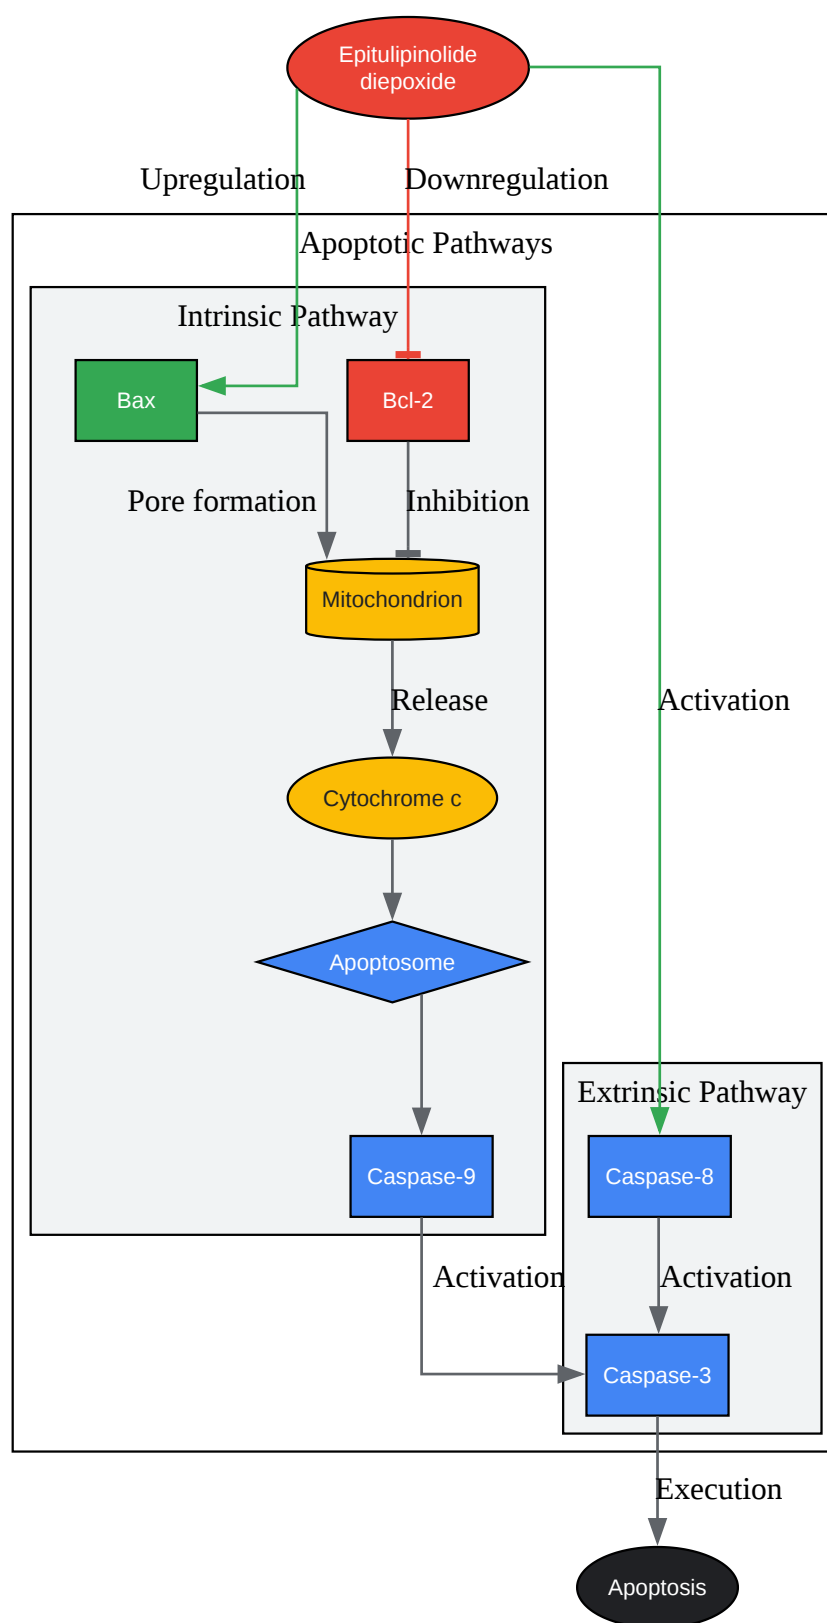 Epitulipinolide
diepoxide
Upregulation
Downregulation
Apoptotic Pathways
Intrinsic Pathway
Bax
Bcl-2
Pore formation
Inhibition
Mitochondrion
Release
Activation
Cytochrome c
Apoptosome
Extrinsic Pathway
Caspase-9
Caspase-8
Activation
Activation
Caspase-3
Execution
Apoptosis